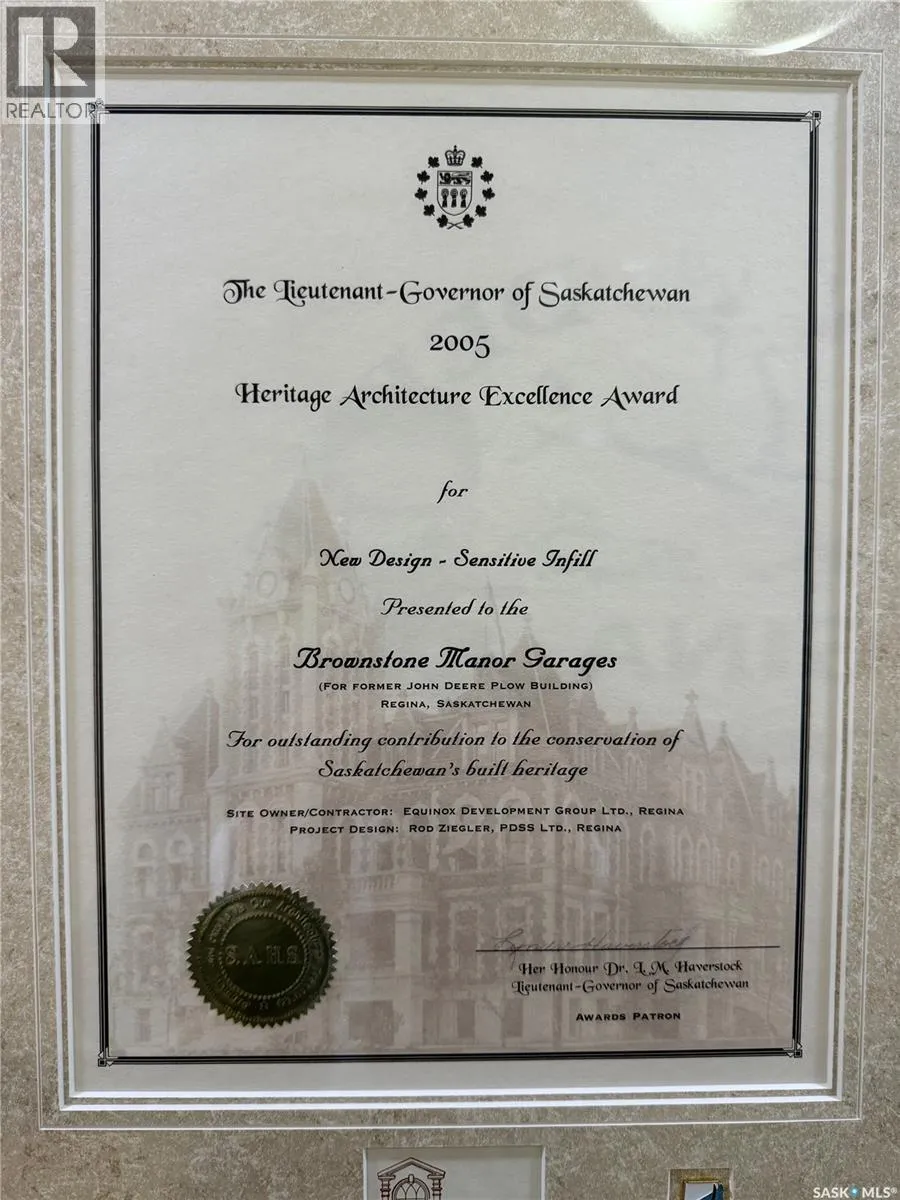 REALTOR
The Lieutenant-Governor of Saskatchewan
2005
Heritage Architecture Excellence Award
for
New Design - Sensitive Infill
Presented to the
Brownstone Manor Garages
(For former John Deere Plow Building)
Regina, Saskatchewan
For outstanding contribution to the conservation of
Saskatchewan's built heritage
Site Owner/Contractor: Equinox Development Group Ltd., Regina
Project Design: Rod Ziegler, PDSS Ltd., Regina
S.A.H.S.
Her Honour Dr. L.M. Haverstock
Lieutenant-Governor of Saskatchewan
Awards Patron
SASK MLS®